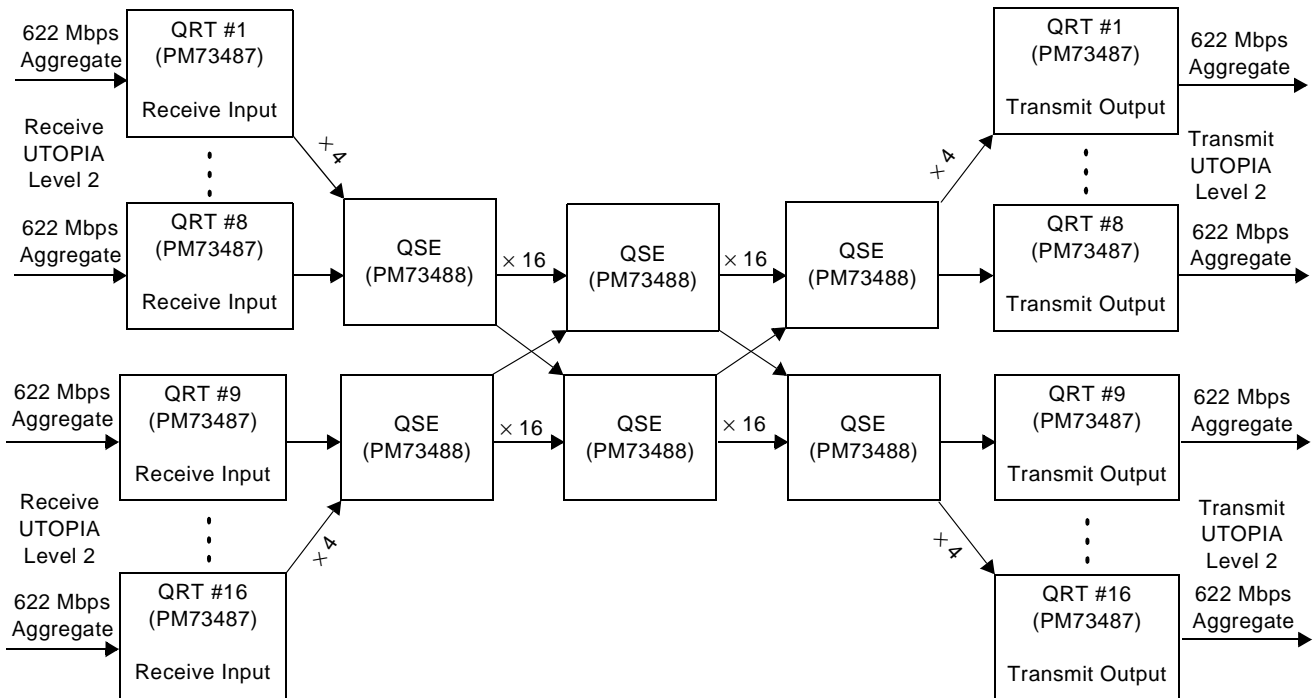 622 Mbps
Aggregate
QRT #1
(PM73487)
Receive Input
QRT #1
(PM73487)
Transmit Output
622 Mbps
Aggregate
Receive
UTOPIA
Level 2
× 4
× 4
Transmit
UTOPIA
Level 2
622 Mbps
Aggregate
QRT #8
(PM73487)
Receive Input
QSE
(PM73488)
× 16
QSE
(PM73488)
× 16
QSE
(PM73488)
QRT #8
(PM73487)
Transmit Output
622 Mbps
Aggregate
622 Mbps
Aggregate
QRT #9
(PM73487)
Receive Input
QSE
(PM73488)
× 16
QSE
(PM73488)
× 16
QSE
(PM73488)
QRT #9
(PM73487)
Transmit Output
622 Mbps
Aggregate
Receive
UTOPIA
Level 2
× 4
× 4
Transmit
UTOPIA
Level 2
622 Mbps
Aggregate
QRT #16
(PM73487)
Receive Input
QRT #16
(PM73487)
Transmit Output
622 Mbps
Aggregate